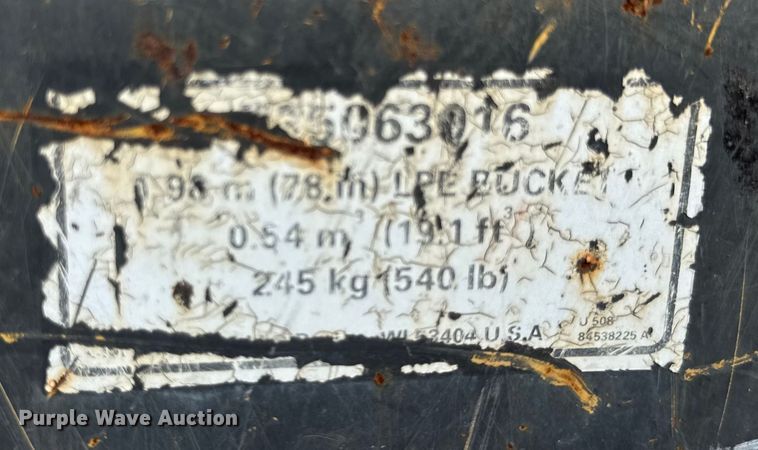 35063016
1.98 m (78 in) LPE BUCKET
0.54 m³ (19.1 ft³)
245 kg (540 lb)
WI 53404 U.S.A
U 508
84538225 A
Purple Wave Auction